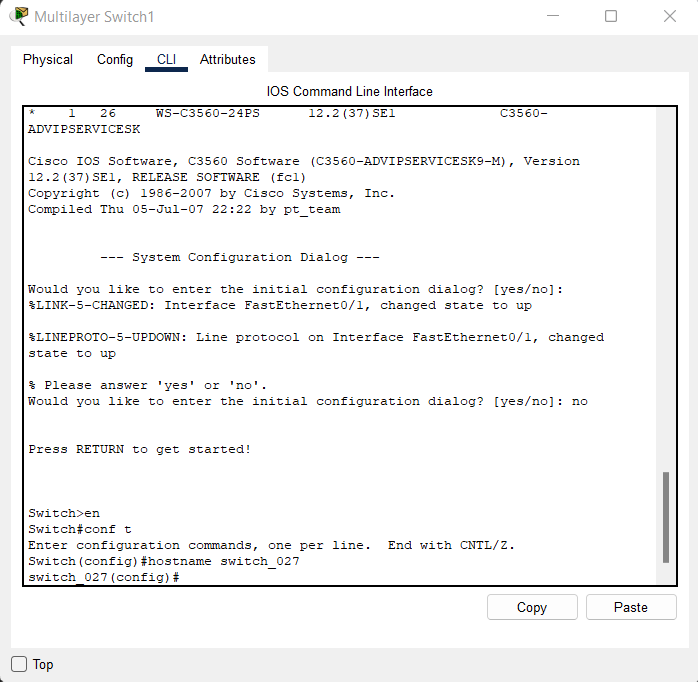 Multilayer Switch1
Physical Config CLI Attributes
IOS Command Line Interface
* 1 26 WS-C3560-24PS 12.2(37)SE1 C3560-
ADVIPSERVICESK
Cisco IOS Software, C3560 Software (C3560-ADVIPSERVICESK9-M), Version
12.2(37)SE1, RELEASE SOFTWARE (fc1)
Copyright (c) 1986-2007 by Cisco Systems, Inc.
Compiled Thu 05-Jul-07 22:22 by pt_team
--- System Configuration Dialog ---
Would you like to enter the initial configuration dialog? [yes/no]:
%LINK-5-CHANGED: Interface FastEthernet0/1, changed state to up
%LINEPROTO-5-UPDOWN: Line protocol on Interface FastEthernet0/1, changed
state to up
% Please answer 'yes' or 'no'.
Would you like to enter the initial configuration dialog? [yes/no]: no
Press RETURN to get started!
Switch>en
Switch#conf t
Enter configuration commands, one per line.  End with CNTL/Z.
Switch(config)#hostname switch_027
switch_027(config)#
Copy Paste
Top